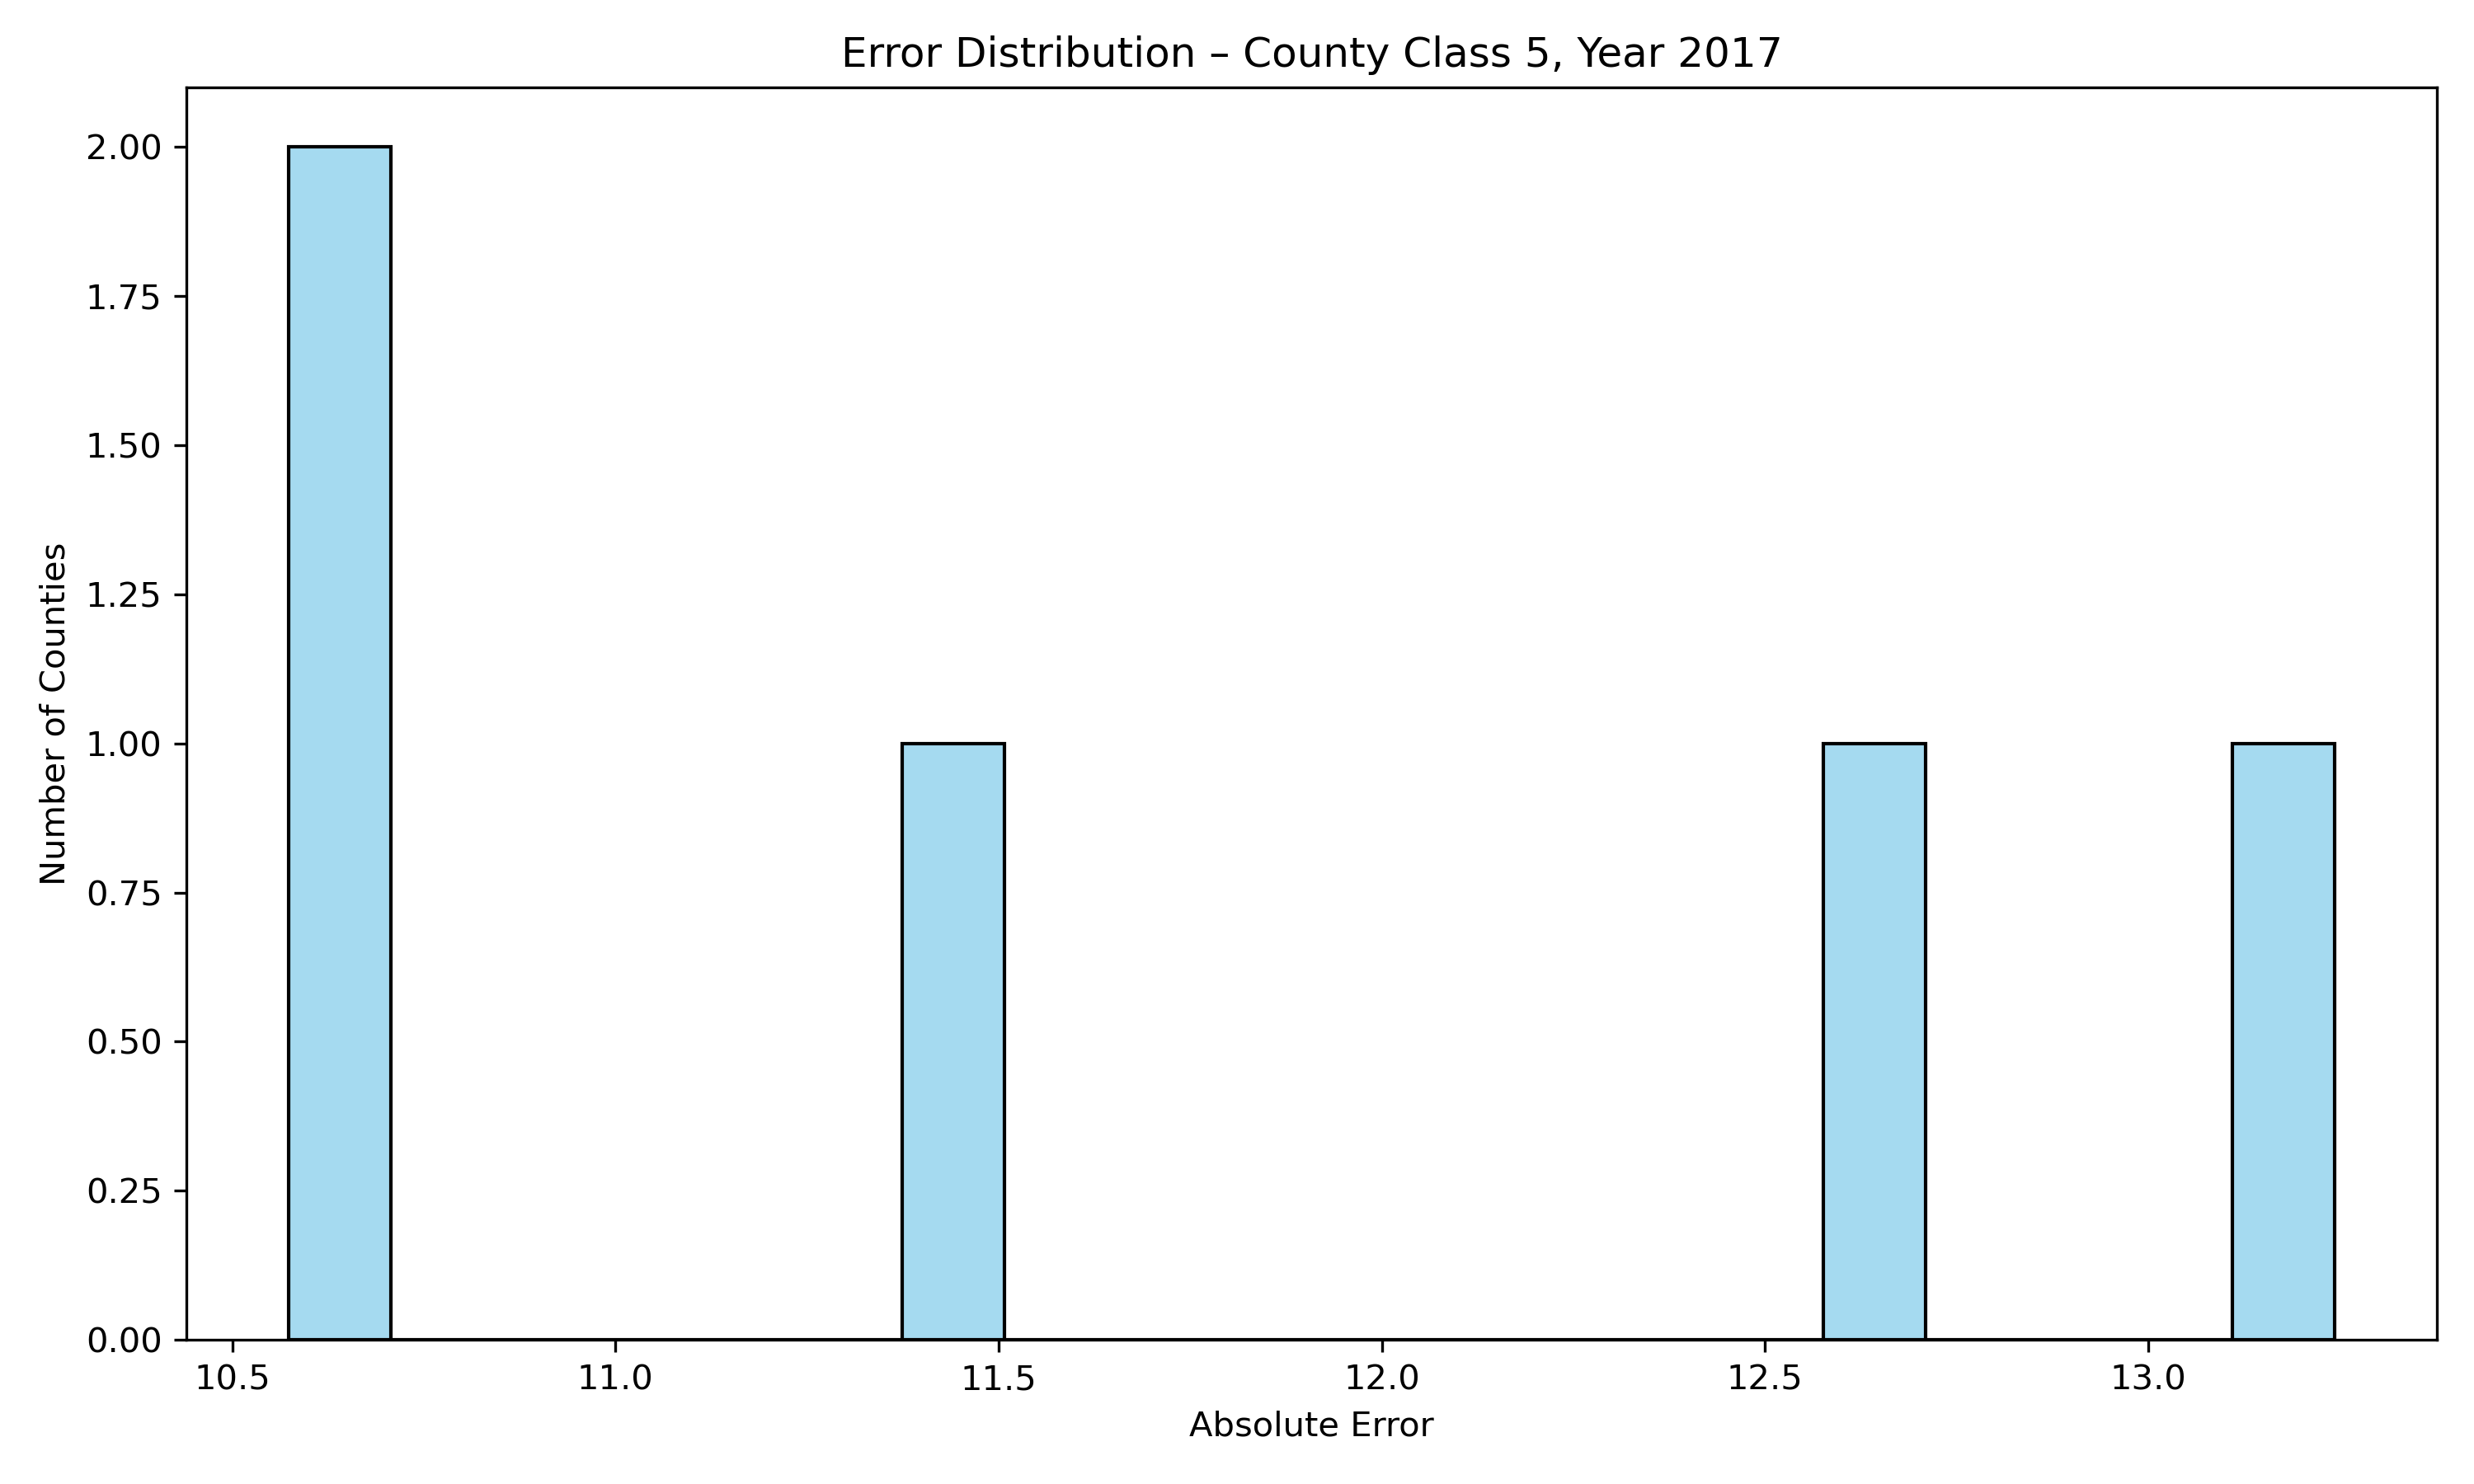 Error Distribution – County Class 5, Year 2017
Number of Counties
2.00
1.75
1.50
1.25
1.00
0.75
0.50
0.25
0.00
10.5 11.0 11.5 12.0 12.5 13.0
Absolute Error